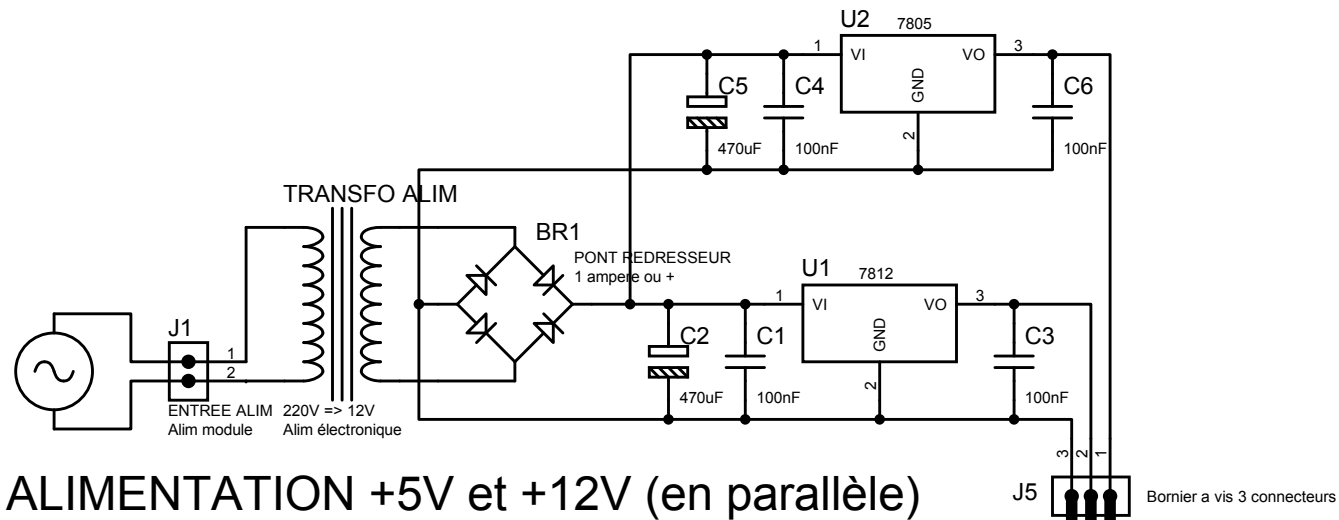 U2 7805
1 VI VO 3
GND
2
C5 C4 C6
470uF 100nF 100nF
TRANSFO ALIM
BR1
PONT REDRESSEUR
1 ampere ou +
U1 7812
1 VI VO 3
GND
2
J1
1
2
C2 C1 C3
470uF 100nF 100nF
ENTREE ALIM 220V => 12V
Alim module Alim électronique
3 2 1
ALIMENTATION +5V et +12V (en parallèle)
J5 Bornier a vis 3 connecteurs